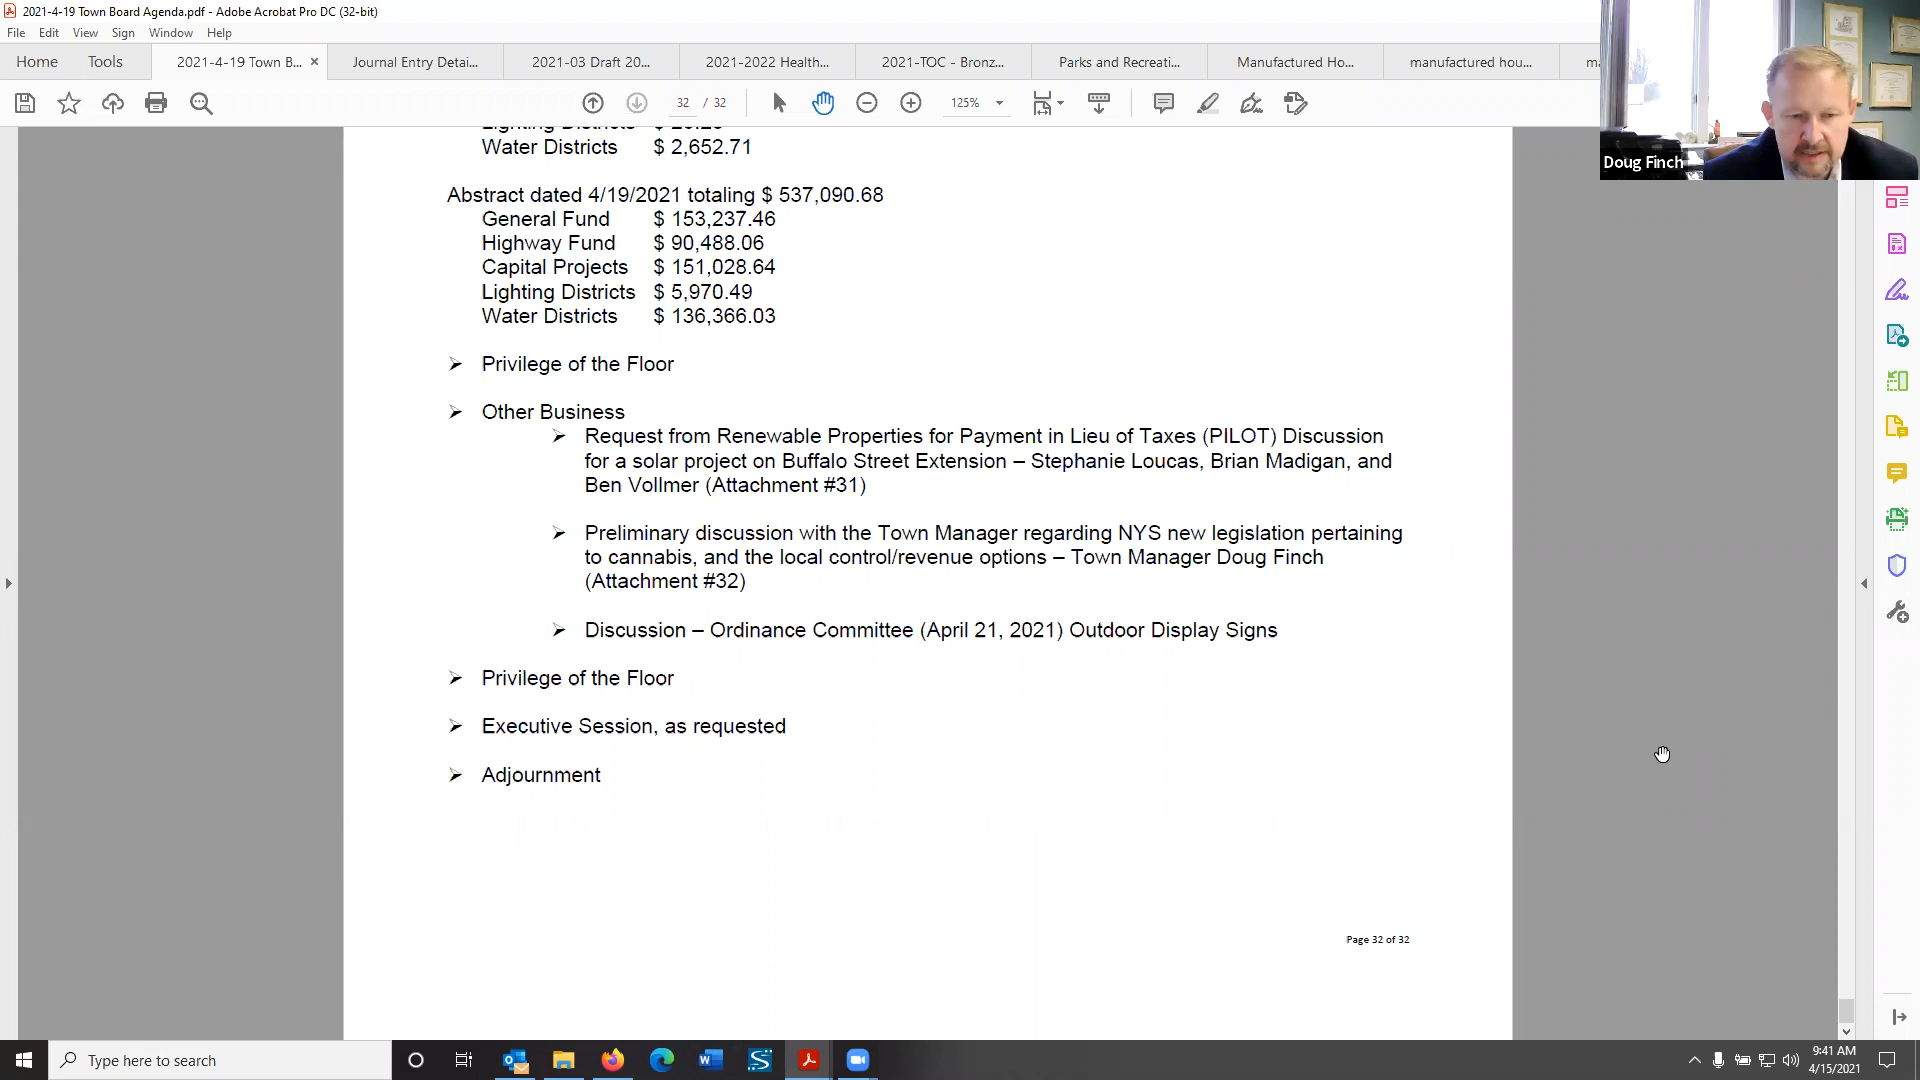 2021-4-19 Town Board Agenda.pdf - Adobe Acrobat Pro DC (32-bit)
File Edit View Sign Window Help
Home Tools 2021-4-19 Town B... × Journal Entry Detai... 2021-03 Draft 20... 2021-2022 Health... 2021-TOC - Bronz... Parks and Recreati... Manufactured Ho... manufactured hou... ma
32 / 32 125%
Doug Finch
Lighting Districts
Water Districts $ 2,652.71
Abstract dated 4/19/2021 totaling $ 537,090.68
General Fund $ 153,237.46
Highway Fund $ 90,488.06
Capital Projects $ 151,028.64
Lighting Districts $ 5,970.49
Water Districts $ 136,366.03
➢ Privilege of the Floor
➢ Other Business
➢ Request from Renewable Properties for Payment in Lieu of Taxes (PILOT) Discussion
for a solar project on Buffalo Street Extension – Stephanie Loucas, Brian Madigan, and
Ben Vollmer (Attachment #31)
➢ Preliminary discussion with the Town Manager regarding NYS new legislation pertaining
to cannabis, and the local control/revenue options – Town Manager Doug Finch
(Attachment #32)
➢ Discussion – Ordinance Committee (April 21, 2021) Outdoor Display Signs
➢ Privilege of the Floor
➢ Executive Session, as requested
➢ Adjournment
Page 32 of 32
Type here to search
9:41 AM
4/15/2021